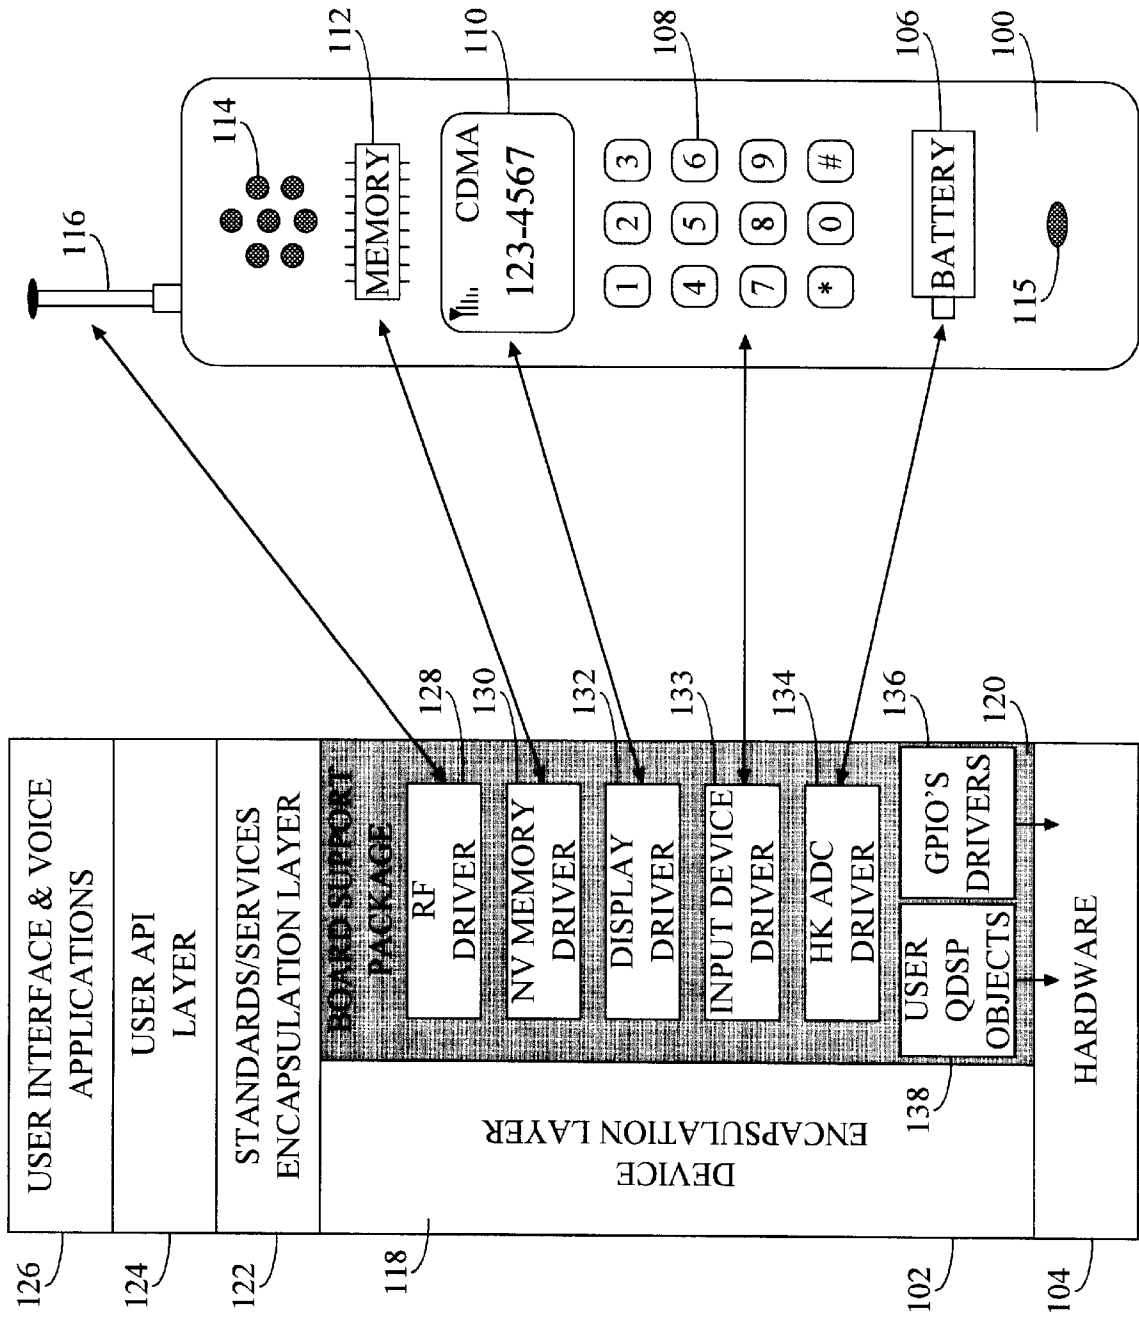 126
USER INTERFACE & VOICE
APPLICATIONS
124
USER API
LAYER
122
STANDARDS/SERVICES
ENCAPSULATION LAYER
118
DEVICE
ENCAPSULATION LAYER
BOARD SUPPORT
PACKAGE
RF
DRIVER
128
NV MEMORY
DRIVER
130
DISPLAY
DRIVER
132
INPUT DEVICE
DRIVER
133
HK ADC
DRIVER
134
USER
QDSP
OBJECTS
138
GPIO'S
DRIVERS
136
120
102
HARDWARE
104
116
114
MEMORY
112
CDMA
123-4567
110
1 2 3
4 5 6
7 8 9
* 0 #
108
BATTERY
106
115
100